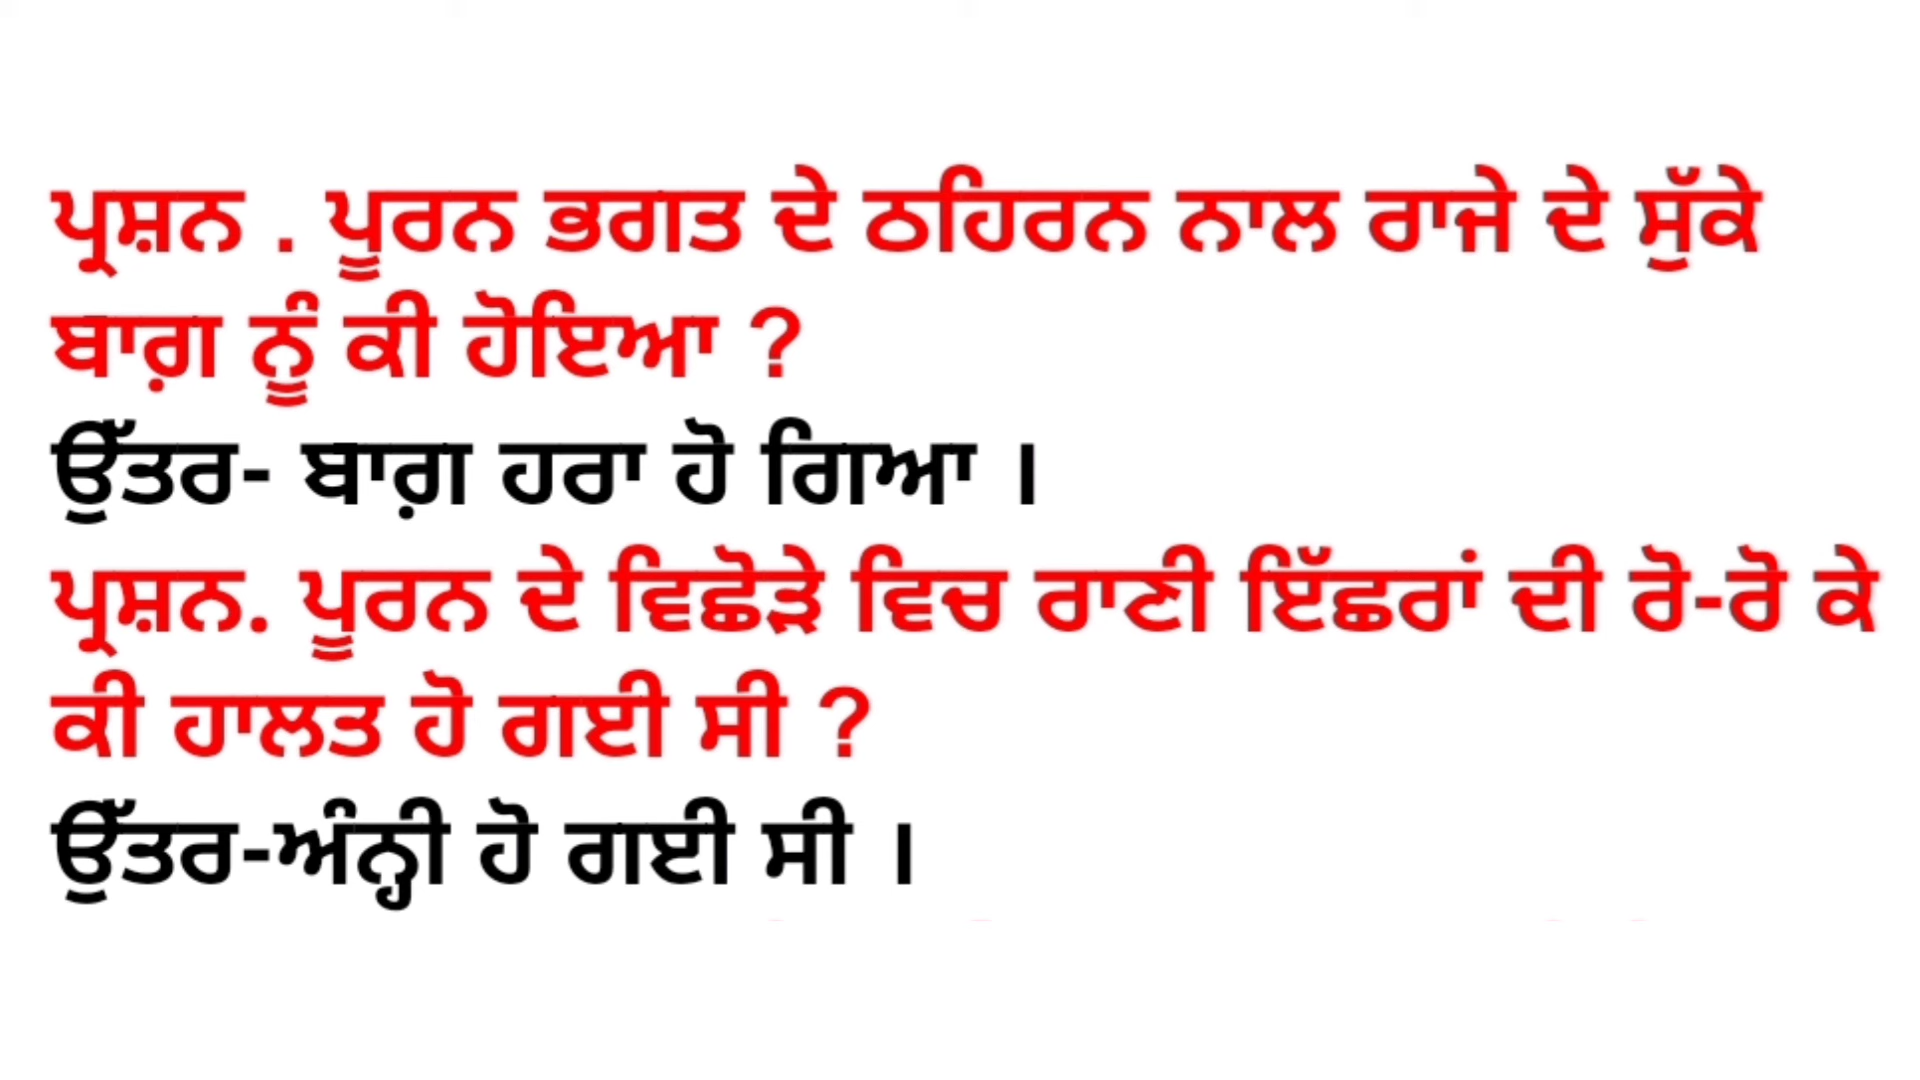 ਪ੍ਰਸ਼ਨ . ਪੂਰਨ ਭਗਤ ਦੇ ਠਹਿਰਨ ਨਾਲ ਰਾਜੇ ਦੇ ਸੁੱਕੇ
ਬਾਗ਼ ਨੂੰ ਕੀ ਹੋਇਆ ?
ਉੱਤਰ- ਬਾਗ਼ ਹਰਾ ਹੋ ਗਿਆ ।
ਪ੍ਰਸ਼ਨ. ਪੂਰਨ ਦੇ ਵਿਛੋੜੇ ਵਿਚ ਰਾਣੀ ਇੱਛਰਾਂ ਦੀ ਰੋ-ਰੋ ਕੇ
ਕੀ ਹਾਲਤ ਹੋ ਗਈ ਸੀ ?
ਉੱਤਰ-ਅੰਨ੍ਹੀ ਹੋ ਗਈ ਸੀ ।